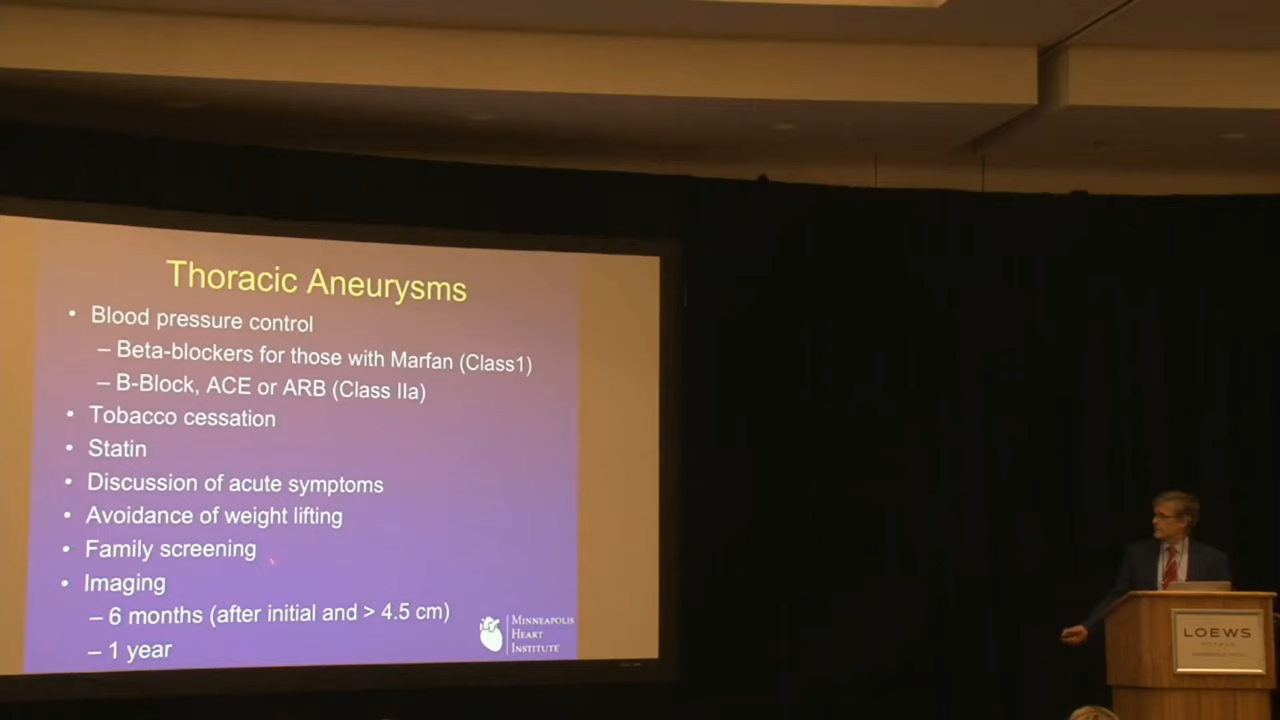 Thoracic Aneurysms
• Blood pressure control
– Beta-blockers for those with Marfan (Class1)
– B-Block, ACE or ARB (Class IIa)
• Tobacco cessation
• Statin
• Discussion of acute symptoms
• Avoidance of weight lifting
• Family screening
• Imaging
– 6 months (after initial and > 4.5 cm)
– 1 year
MINNEAPOLIS
HEART
INSTITUTE
LOEWS